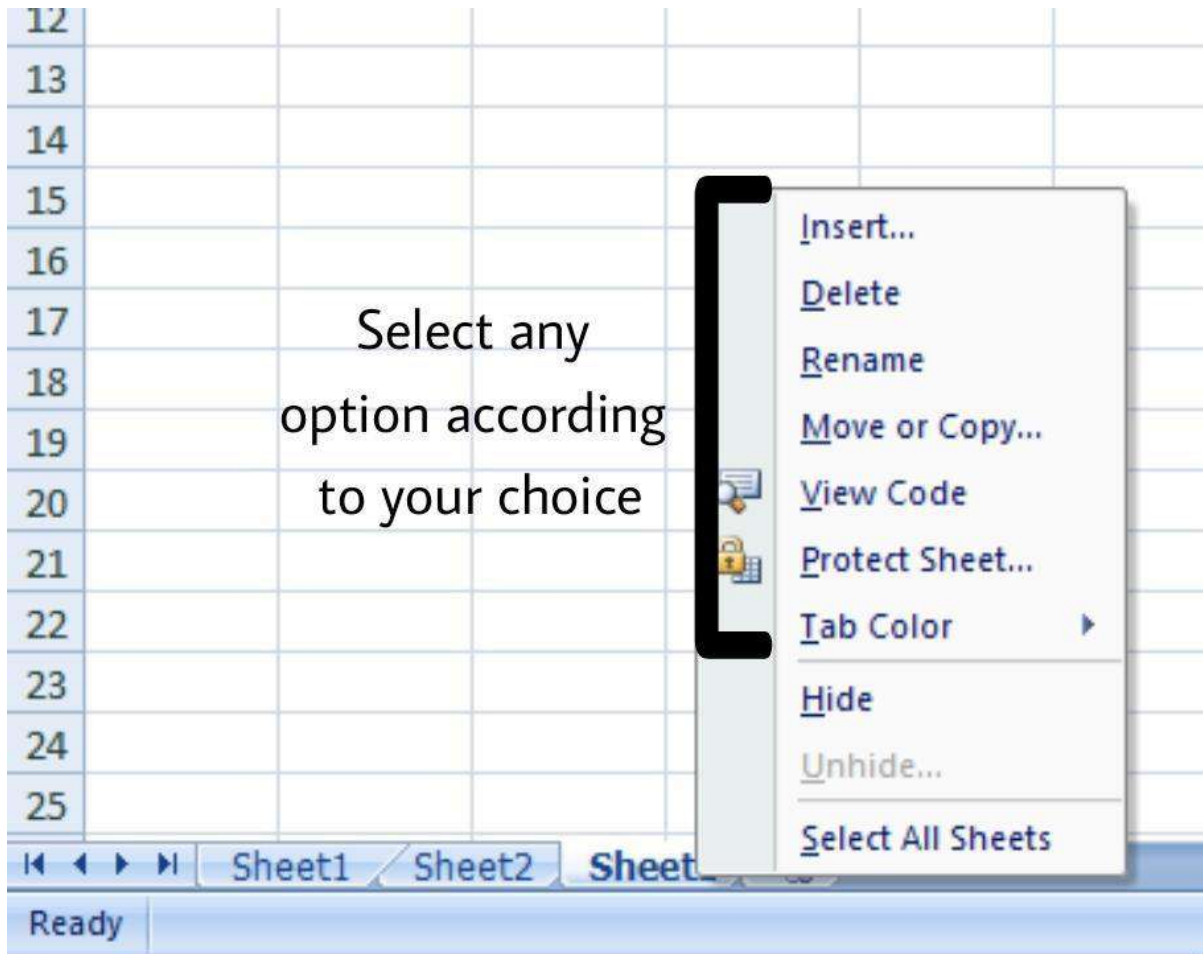 12
13
14
15
16
17
18
19
20
21
22
23
24
25
Select any
option according
to your choice
Insert...
Delete
Rename
Move or Copy...
View Code
Protect Sheet...
Tab Color
Hide
Unhide...
Select All Sheets
Sheet1 Sheet2
Ready